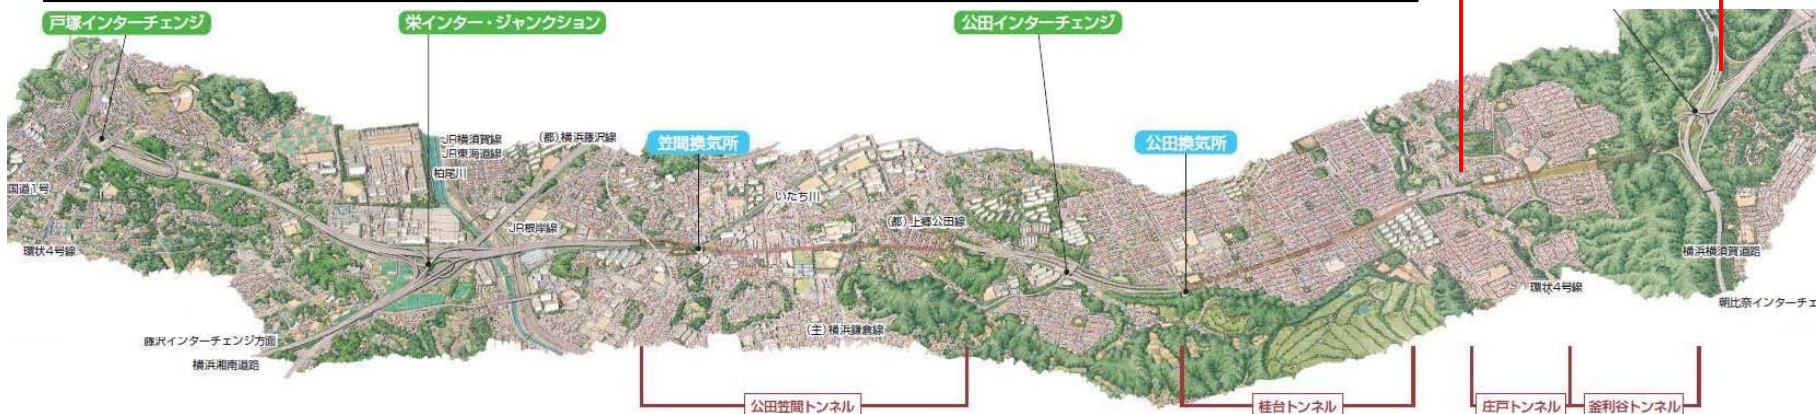 戸塚インターチェンジ
栄インター・ジャンクション
公田インターチェンジ
JR横須賀線
JR東海道線
柏尾川
(都)横浜藤沢線
笠間換気所
公田換気所
国道1号
いたち川
(都)上郷公田線
JR根岸線
環状4号線
横浜横須賀道路
環状4号線
朝比奈インターチェ
(主)横浜鎌倉線
藤沢インターチェンジ方面
横浜湘南道路
公田笠間トンネル
桂台トンネル
庄戸トンネル
釜利谷トンネル